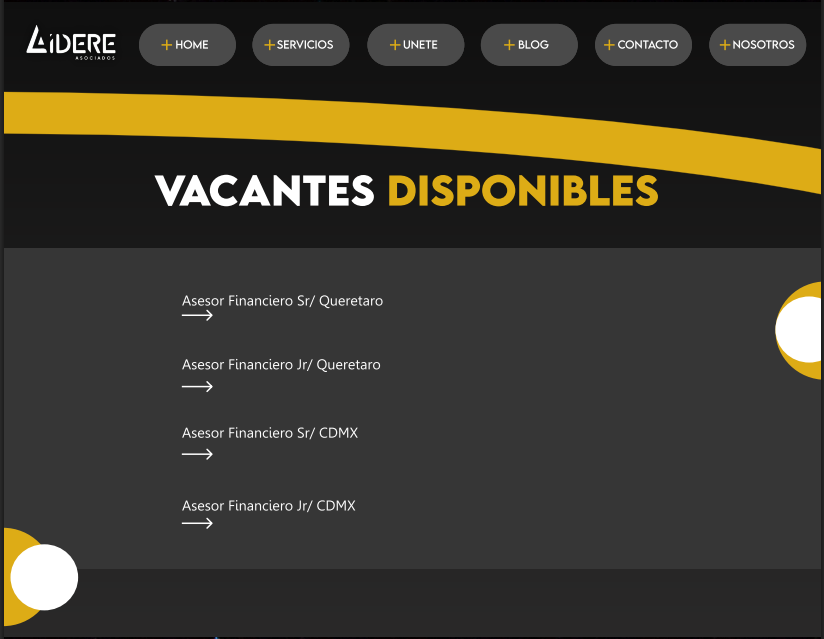 LIDERE
ASOCIADOS
+ HOME
+ SERVICIOS
+ UNETE
+ BLOG
+ CONTACTO
+ NOSOTROS
VACANTES DISPONIBLES
Asesor Financiero Sr/ Queretaro
Asesor Financiero Jr/ Queretaro
Asesor Financiero Sr/ CDMX
Asesor Financiero Jr/ CDMX